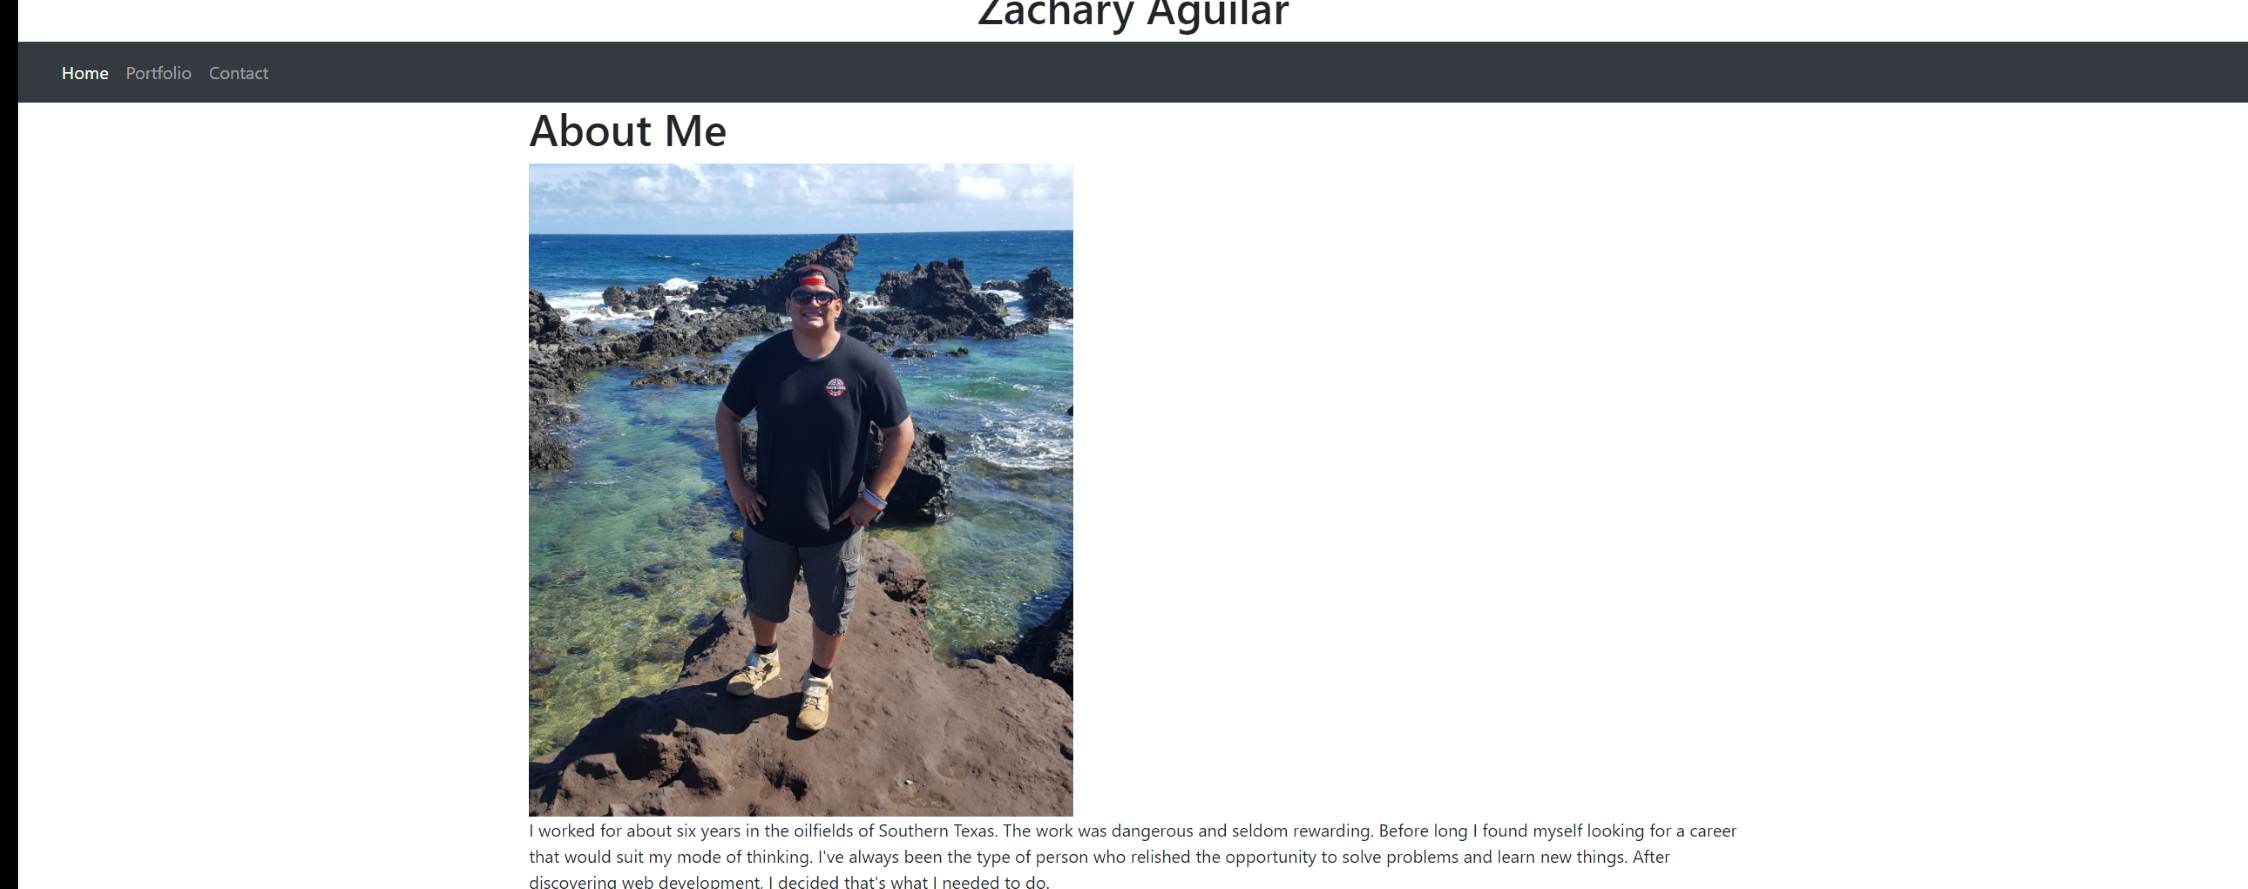 Zachary Aguilar
Home Portfolio Contact
About Me
I worked for about six years in the oilfields of Southern Texas. The work was dangerous and seldom rewarding. Before long I found myself looking for a career
that would suit my mode of thinking. I've always been the type of person who relished the opportunity to solve problems and learn new things. After
discovering web development, I decided that's what I needed to do.